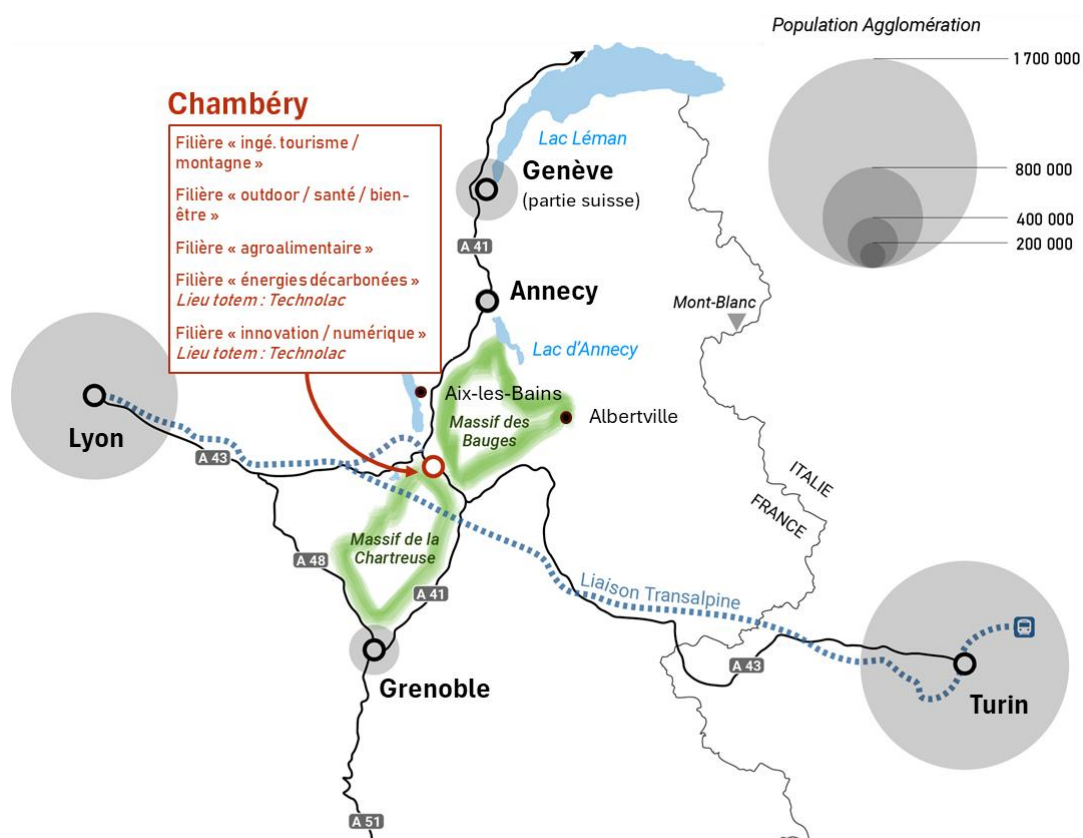 Population Agglomération
1 700 000
800 000
400 000
200 000
Chambéry
Filière « ingé. tourisme /
montagne »
Filière « outdoor / santé / bien-
être »
Filière « agroalimentaire »
Filière « énergies décarbonées »
Lieu totem : Technolac
Filière « innovation / numérique »
Lieu totem : Technolac
Lac Léman
Genève
(partie suisse)
A 41
Annecy
Mont-Blanc
Lac d'Annecy
Aix-les-Bains
Massif des
Bauges
Albertville
Lyon
A 43
ITALIE
FRANCE
Massif de la
Chartreuse
A 48
A 41
Liaison Transalpine
A 43
Grenoble
Turin
A 51